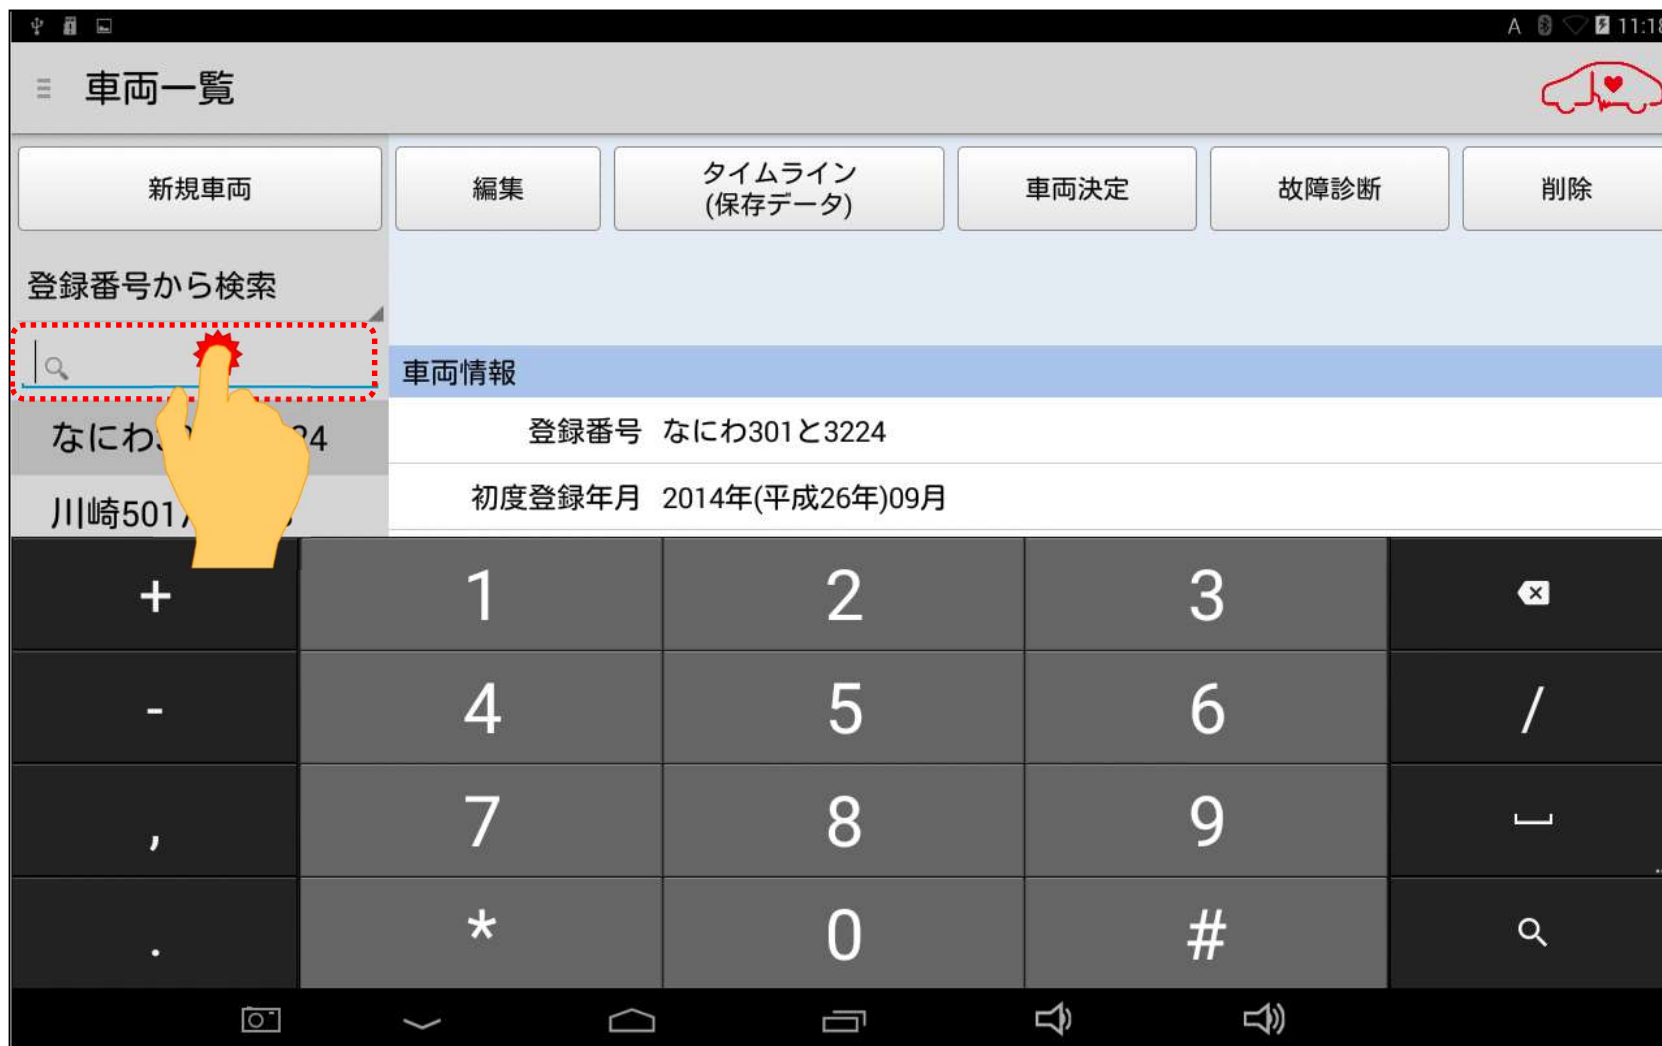 A 11:18
車両一覧
新規車両
編集
タイムライン
(保存データ)
車両決定
故障診断
削除
登録番号から検索
車両情報
なにわ 24
登録番号 なにわ301と3224
川崎501
初度登録年月 2014年(平成26年)09月
+ 1 2 3
- 4 5 6 /
, 7 8 9
. * 0 #